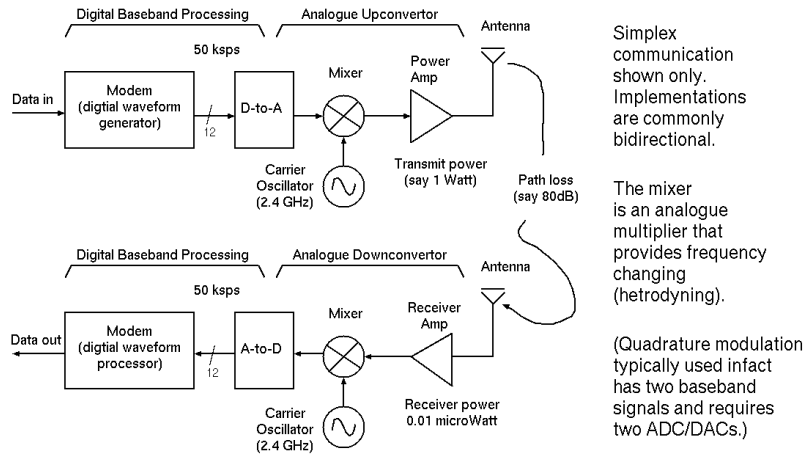 Digital Baseband Processing
Analogue Upconvertor
Antenna
50 ksps
Mixer
Power
Amp
Data in
Modem
(digtial waveform
generator)
12
D-to-A
Carrier
Oscillator
(2.4 GHz)
Transmit power
(say 1 Watt)
Path loss
(say 80dB)
Digital Baseband Processing
Analogue Downconvertor
Antenna
50 ksps
Mixer
Receiver
Amp
Data out
Modem
(digtial waveform
processor)
12
A-to-D
Carrier
Oscillator
(2.4 GHz)
Receiver power
0.01 microWatt
Simplex
communication
shown only.
Implementations
are commonly
bidirectional.
The mixer
is an analogue
multiplier that
provides frequency
changing
(hetrodyning).
(Quadrature modulation
typically used infact
has two baseband
signals and requires
two ADC/DACs.)